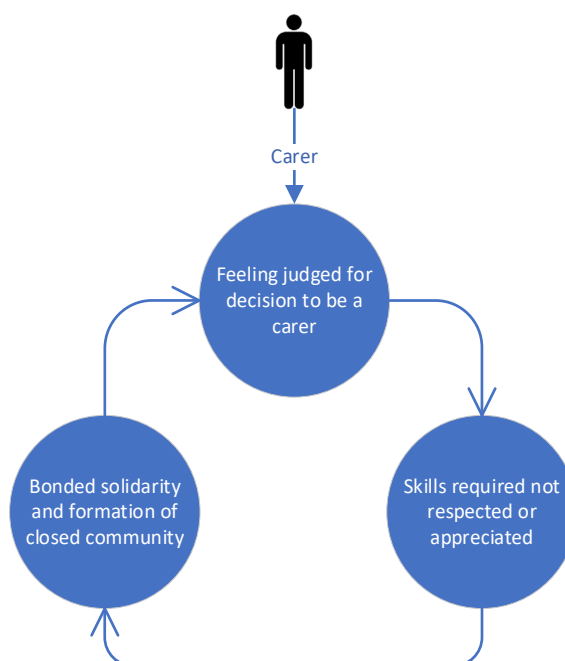 Carer
Feeling judged for
decision to be a
carer
Skills required not
respected or
appreciated
Bonded solidarity
and formation of
closed community